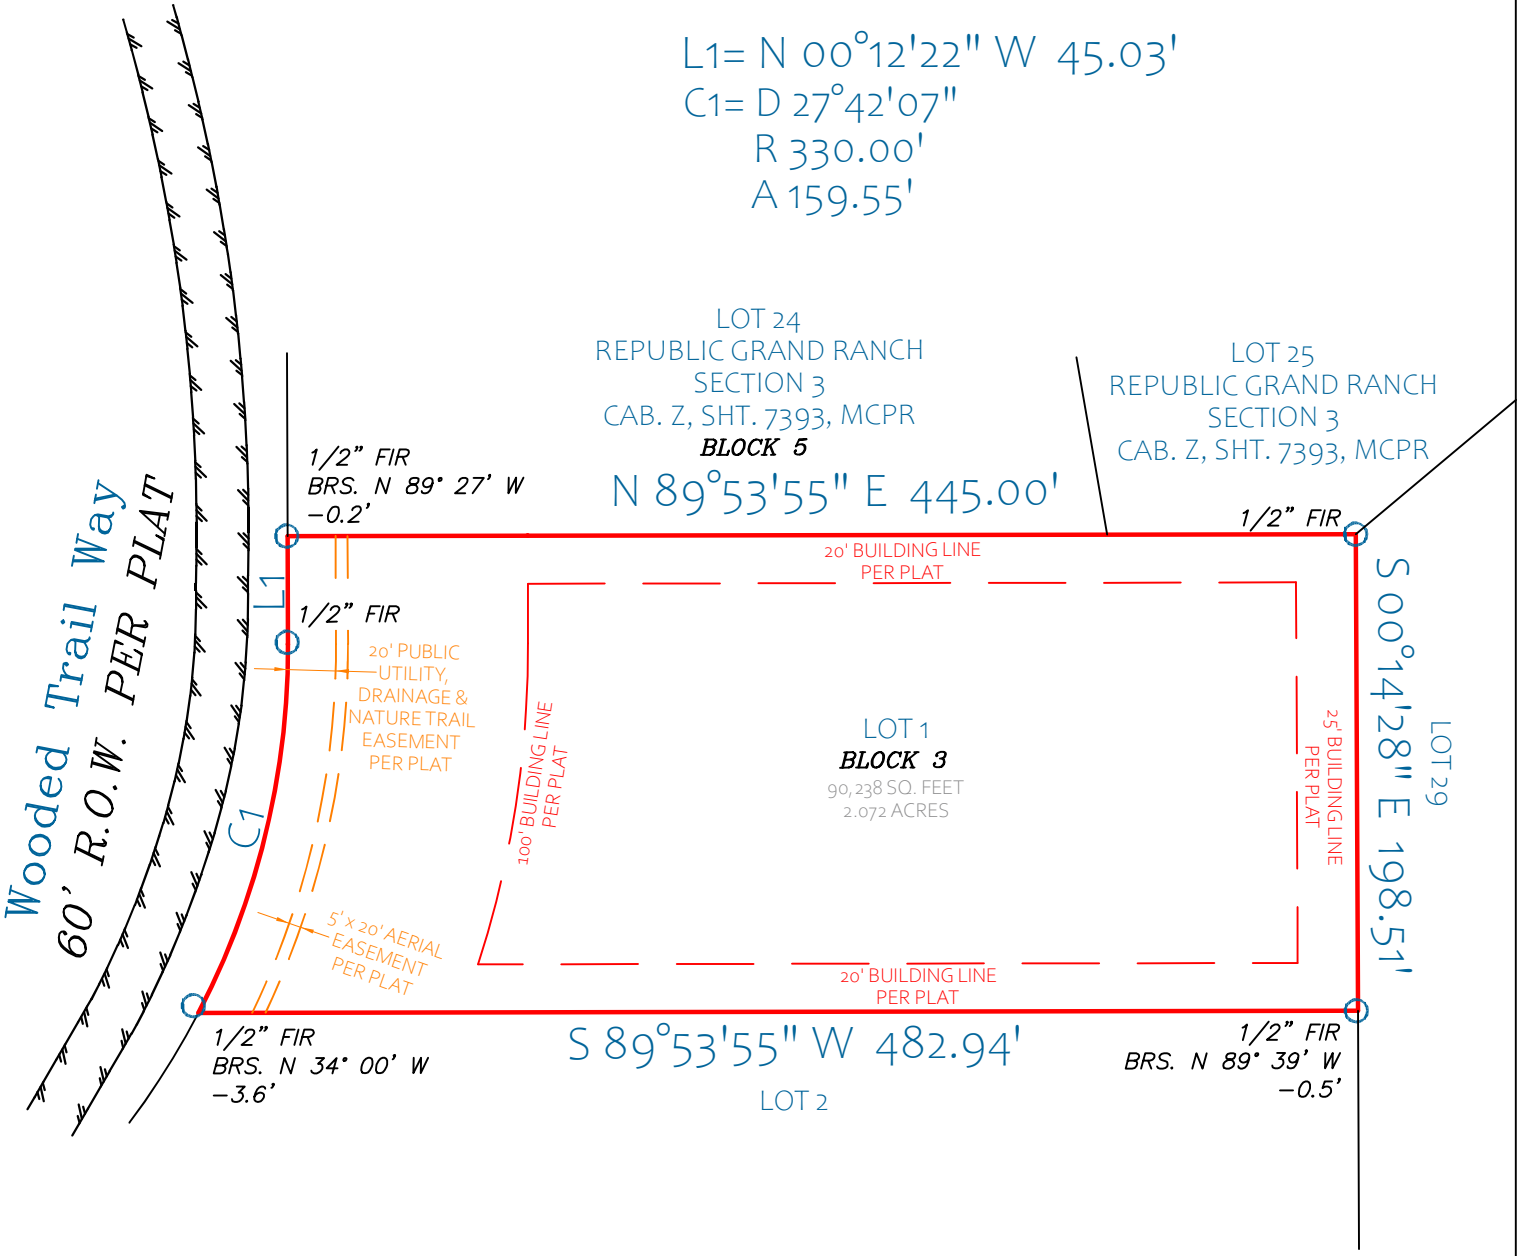 L1= N 00°12'22" W 45.03'
C1= D 27°42'07"
R 330.00'
A 159.55'
LOT 24
REPUBLIC GRAND RANCH
SECTION 3
CAB. Z, SHT. 7393, MCPR
BLOCK 5
LOT 25
REPUBLIC GRAND RANCH
SECTION 3
CAB. Z, SHT. 7393, MCPR
1/2" FIR
BRS. N 89° 27' W
-0.2'
N 89°53'55" E 445.00'
1/2" FIR
20' BUILDING LINE
PER PLAT
L1
1/2" FIR
Wooded Trail Way
60' R.O.W. PER PLAT
20' PUBLIC
UTILITY,
DRAINAGE &
NATURE TRAIL
EASEMENT
PER PLAT
100' BUILDING LINE
PER PLAT
LOT 1
BLOCK 3
90,238 SQ. FEET
2.072 ACRES
25' BUILDING LINE
PER PLAT
S 00°14'28" E 198.51'
LOT 29
C1
5' x 20' AERIAL
EASEMENT
PER PLAT
20' BUILDING LINE
PER PLAT
1/2" FIR
BRS. N 34° 00' W
-3.6'
S 89°53'55" W 482.94'
LOT 2
1/2" FIR
BRS. N 89° 39' W
-0.5'